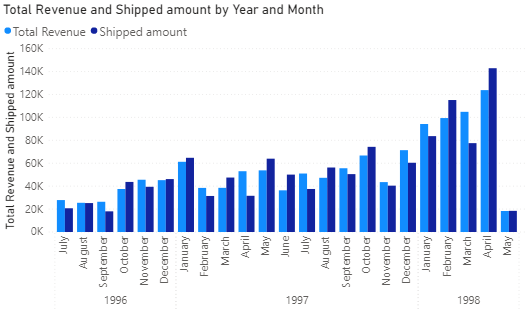 Total Revenue and Shipped amount by Year and Month
Total Revenue Shipped amount
Total Revenue and Shipped amount
160K
140K
120K
100K
80K
60K
40K
20K
0K
July August September October November December January February March April May June July August September October November December January February March April May
1996 1997 1998